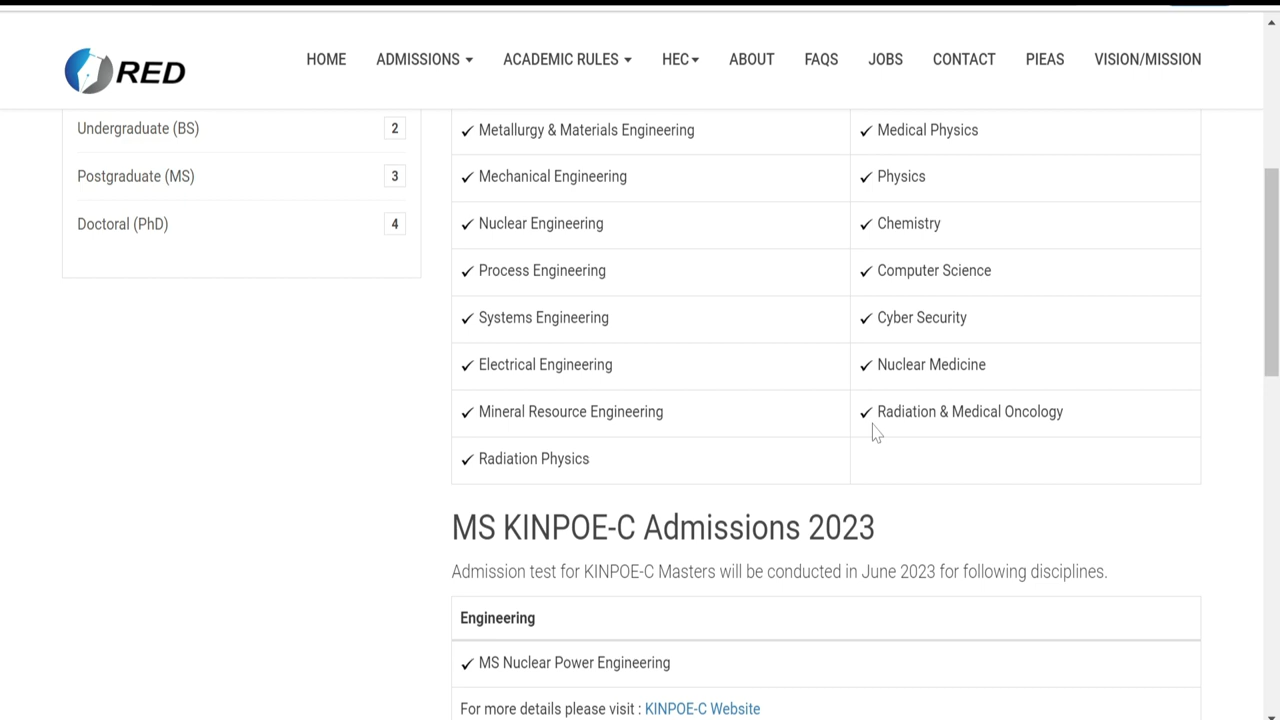 RED
HOME ADMISSIONS ACADEMIC RULES HEC ABOUT FAQS JOBS CONTACT PIEAS VISION/MISSION
Undergraduate (BS) 2
Postgraduate (MS) 3
Doctoral (PhD) 4
✓ Metallurgy & Materials Engineering ✓ Medical Physics
✓ Mechanical Engineering ✓ Physics
✓ Nuclear Engineering ✓ Chemistry
✓ Process Engineering ✓ Computer Science
✓ Systems Engineering ✓ Cyber Security
✓ Electrical Engineering ✓ Nuclear Medicine
✓ Mineral Resource Engineering ✓ Radiation & Medical Oncology
✓ Radiation Physics
MS KINPOE-C Admissions 2023
Admission test for KINPOE-C Masters will be conducted in June 2023 for following disciplines.
Engineering
✓ MS Nuclear Power Engineering
For more details please visit : KINPOE-C Website